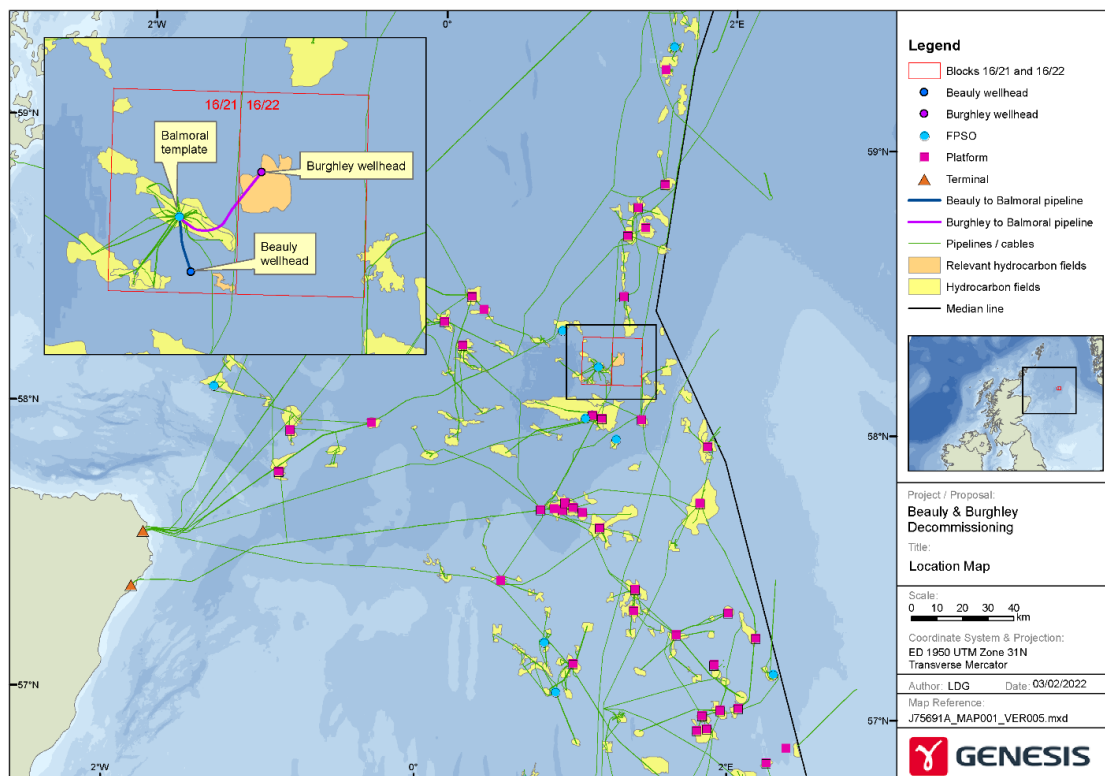 2°W
0°
2°E
59°N
59°N
58°N
58°N
57°N
57°N
2°W
0°
2°E
16/21
16/22
Balmoral
template
Burghley wellhead
Beauly
wellhead
Legend
Blocks 16/21 and 16/22
Beauly wellhead
Burghley wellhead
FPSO
Platform
Terminal
Beauly to Balmoral pipeline
Burghley to Balmoral pipeline
Pipelines / cables
Relevant hydrocarbon fields
Hydrocarbon fields
Median line
Project / Proposal:
Beauly & Burghley
Decommissioning
Title:
Location Map
Scale:
0 10 20 30 40
km
Coordinate System & Projection:
ED 1950 UTM Zone 31N
Transverse Mercator
Author: LDG Date: 03/02/2022
Map Reference:
J75691A_MAP001_VER005.mxd
GENESIS